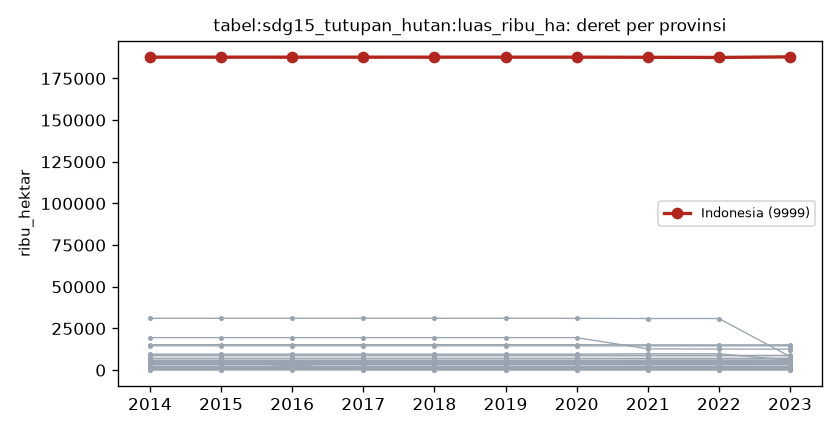 tabel:sdg15_tutupan_hutan:luas_ribu_ha: deret per provinsi
ribu_hektar
175000
150000
125000
100000
75000
50000
25000
0
Indonesia (9999)
2014 2015 2016 2017 2018 2019 2020 2021 2022 2023